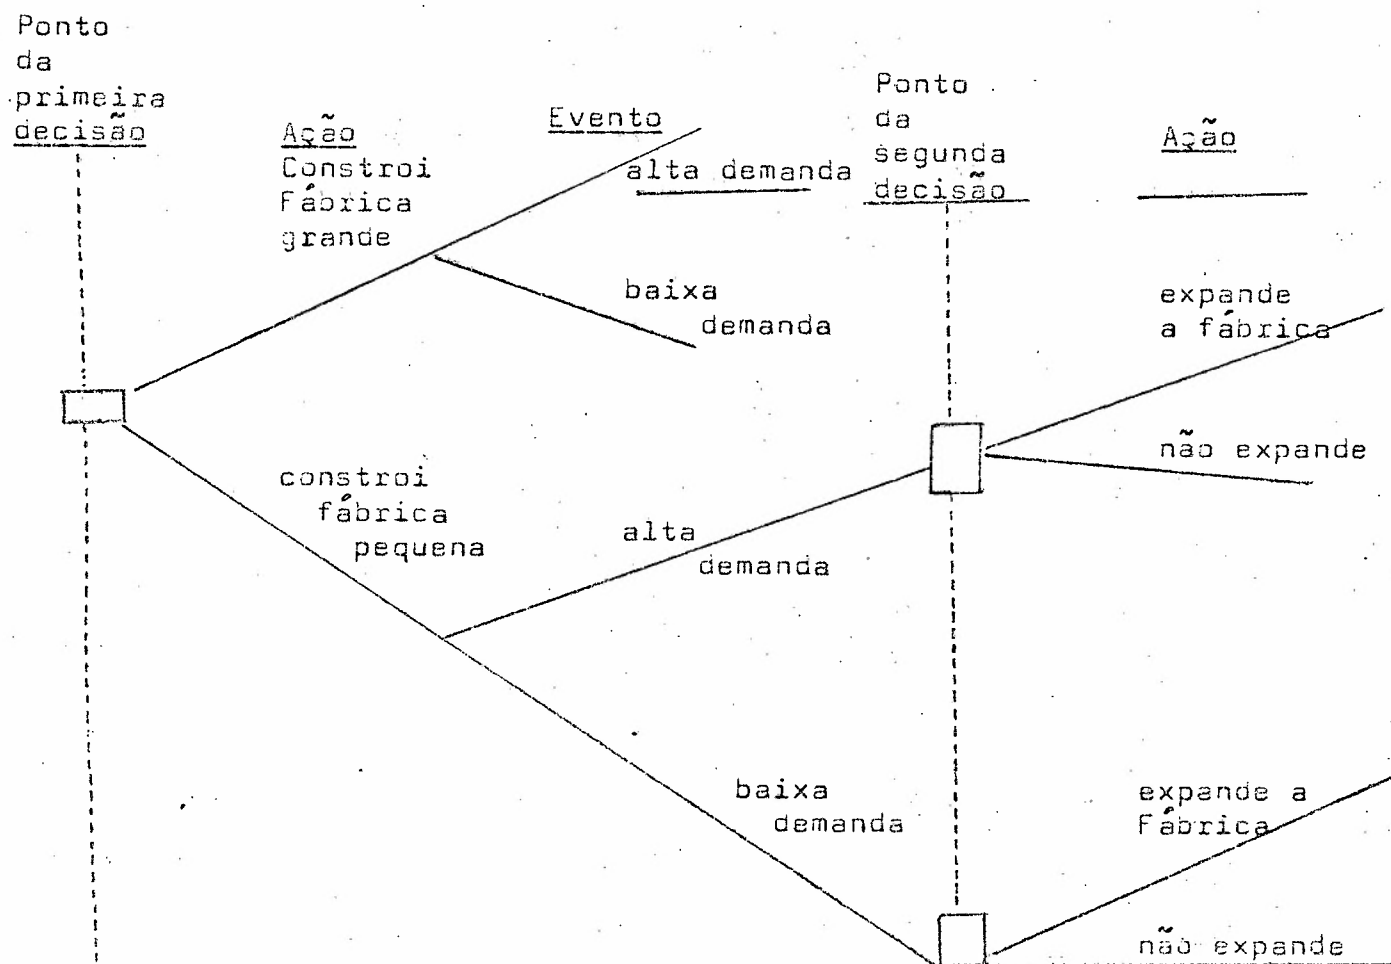 Ponto
da
primeira
decisão
Ação
Constroi
Fábrica
grande
Evento
alta demanda
baixa
demanda
Ponto
da
segunda
decisão
Ação
expande
a fábrica
não expande
constroi
fábrica
pequena
alta
demanda
baixa
demanda
expande a
Fábrica
não expande